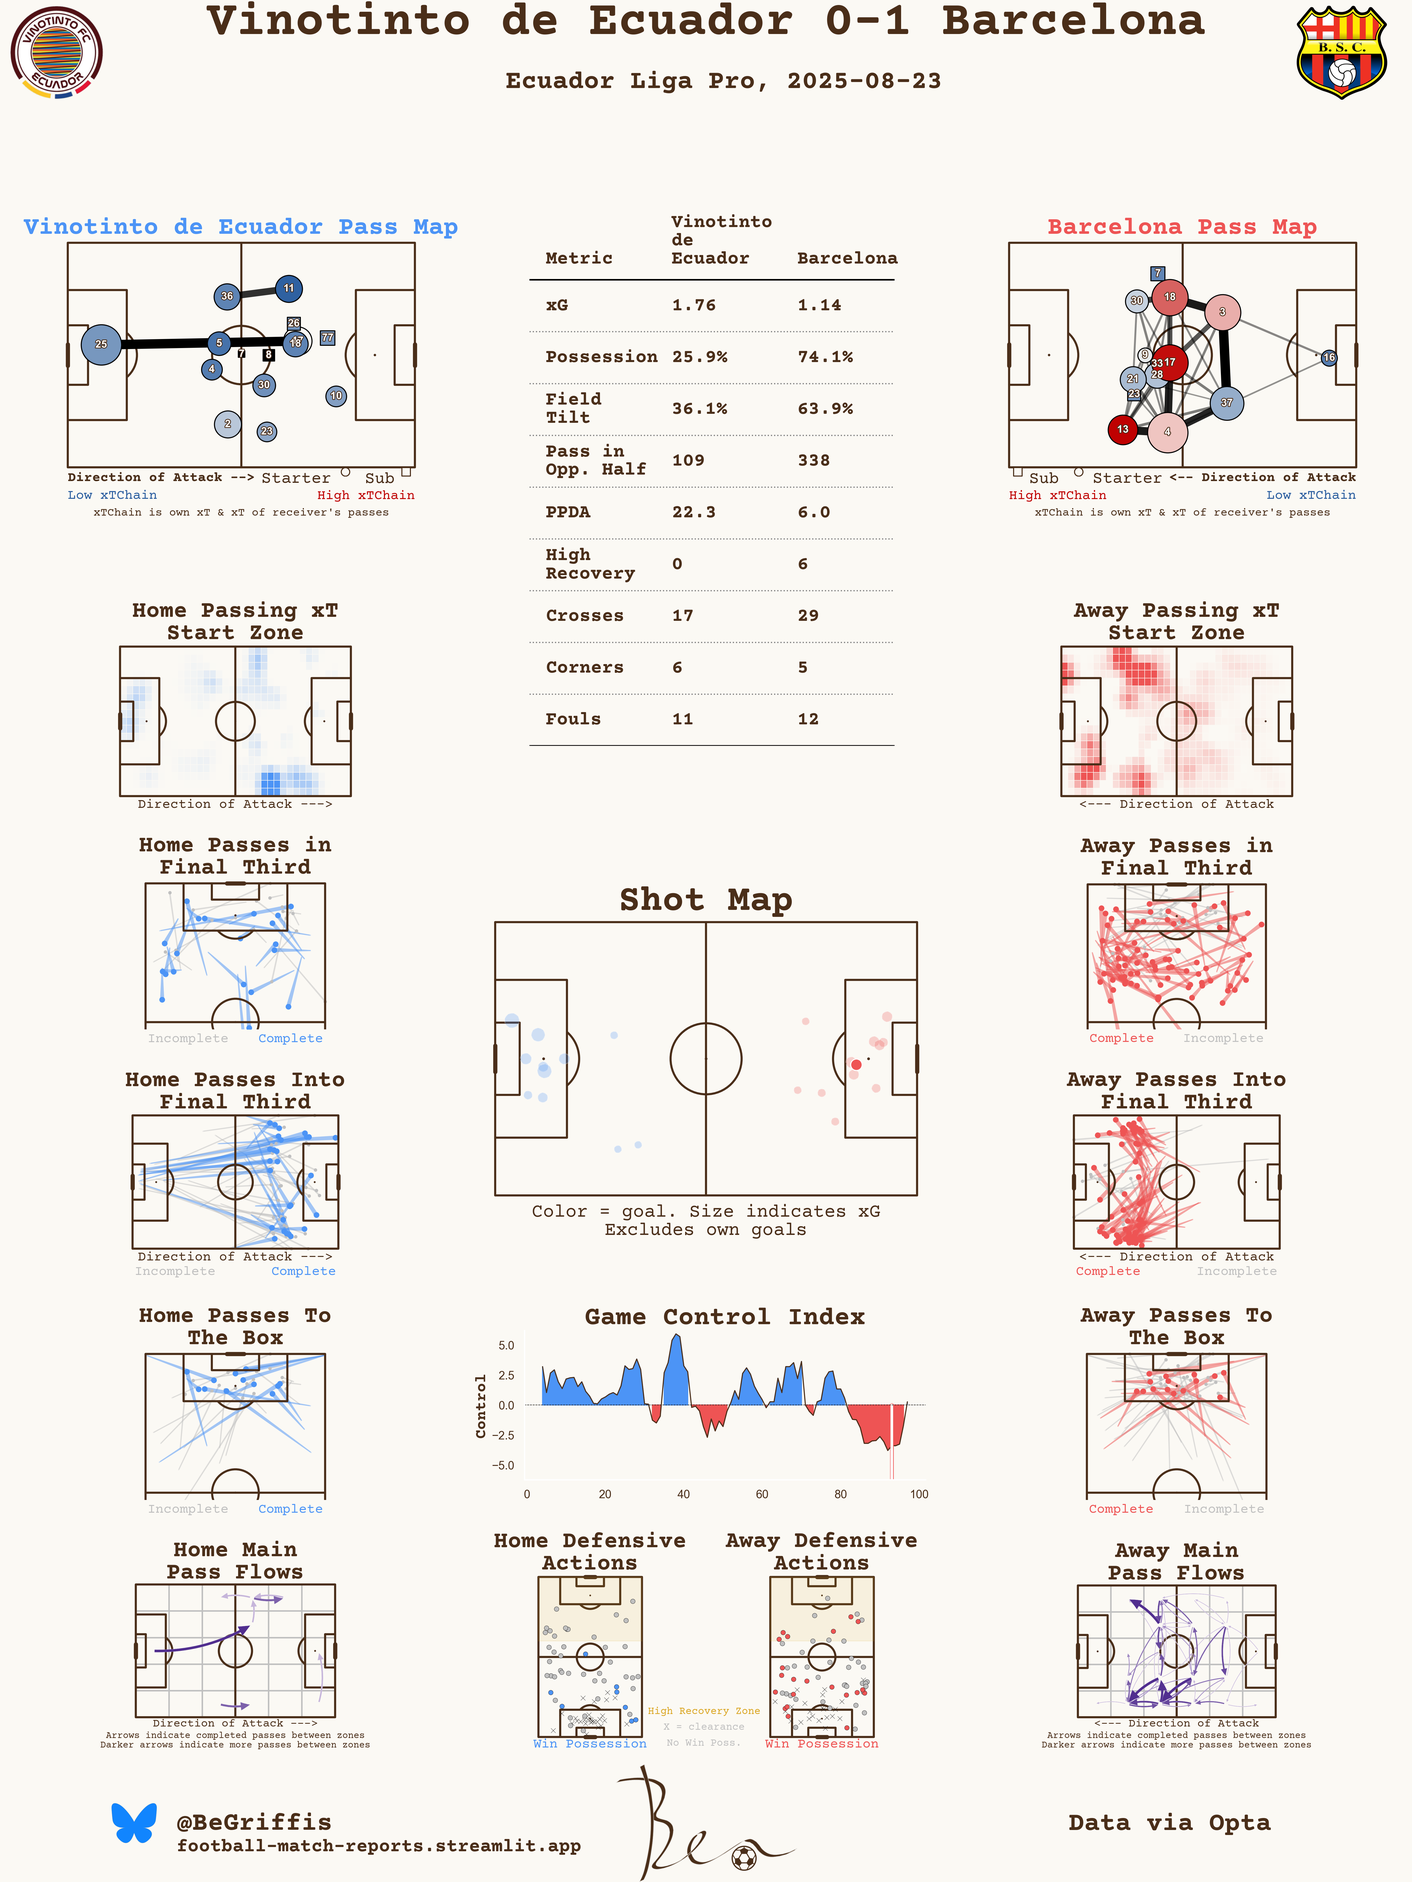 Vinotinto de Ecuador 0-1 Barcelona
Ecuador Liga Pro, 2025-08-23
VINOTINTO FC
ECUADOR
B. S. C.
Vinotinto de Ecuador Pass Map
36
11
26
77
25
5
18
7
8
4
30
10
2
23
Direction of Attack --> Starter Sub
Low xTChain High xTChain
xTChain is own xT & xT of receiver's passes
Metric Vinotinto de Ecuador Barcelona
xG 1.76 1.14
Possession 25.9% 74.1%
Field Tilt 36.1% 63.9%
Pass in Opp. Half 109 338
PPDA 22.3 6.0
High Recovery 0 6
Crosses 17 29
Corners 6 5
Fouls 11 12
Barcelona Pass Map
7
30
18
3
9
33
17
16
21
28
23
37
13
4
Sub Starter <-- Direction of Attack
High xTChain Low xTChain
xTChain is own xT & xT of receiver's passes
Home Passing xT
Start Zone
Direction of Attack --->
Away Passing xT
Start Zone
<--- Direction of Attack
Home Passes in
Final Third
Incomplete Complete
Away Passes in
Final Third
Complete Incomplete
Shot Map
Color = goal. Size indicates xG
Excludes own goals
Home Passes Into
Final Third
Direction of Attack --->
Incomplete Complete
Away Passes Into
Final Third
<--- Direction of Attack
Complete Incomplete
Home Passes To
The Box
Incomplete Complete
Game Control Index
Control
5.0
2.5
0.0
−2.5
−5.0
0 20 40 60 80 100
Away Passes To
The Box
Complete Incomplete
Home Main
Pass Flows
Direction of Attack --->
Arrows indicate completed passes between zones
Darker arrows indicate more passes between zones
Home Defensive
Actions
Win Possession
High Recovery Zone
X = clearance
No Win Poss.
Away Defensive
Actions
Win Possession
Away Main
Pass Flows
<--- Direction of Attack
Arrows indicate completed passes between zones
Darker arrows indicate more passes between zones
@BeGriffis
football-match-reports.streamlit.app
Ben
Data via Opta